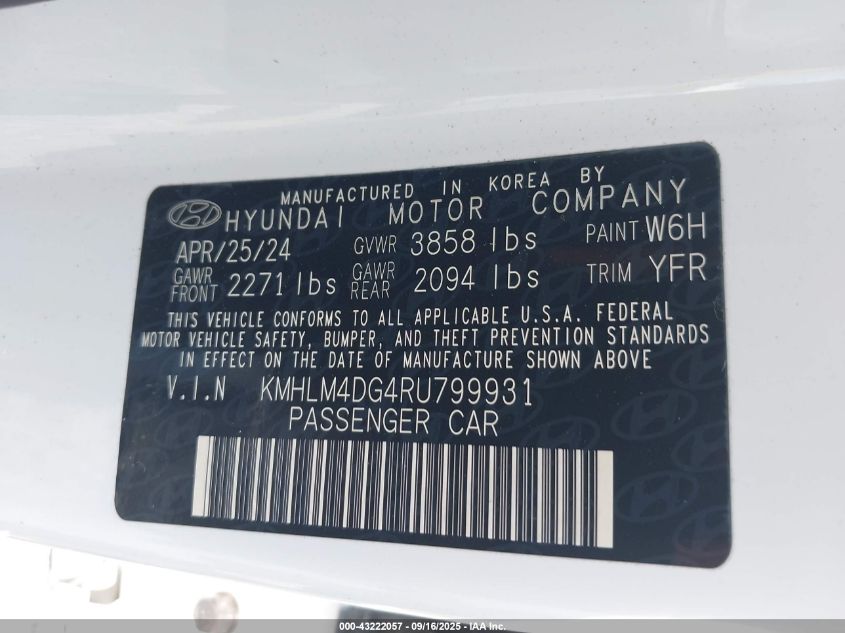 MANUFACTURED IN KOREA BY
HYUNDAI MOTOR COMPANY
APR/25/24 GVWR 3858 lbs PAINT W6H
GAWR FRONT 2271 lbs GAWR REAR 2094 lbs TRIM YFR
THIS VEHICLE CONFORMS TO ALL APPLICABLE U.S.A. FEDERAL
MOTOR VEHICLE SAFETY, BUMPER, AND THEFT PREVENTION STANDARDS
IN EFFECT ON THE DATE OF MANUFACTURE SHOWN ABOVE
V.I.N KMHLM4DG4RU799931
PASSENGER CAR
000-43222057 - 09/16/2025 - IAA Inc.